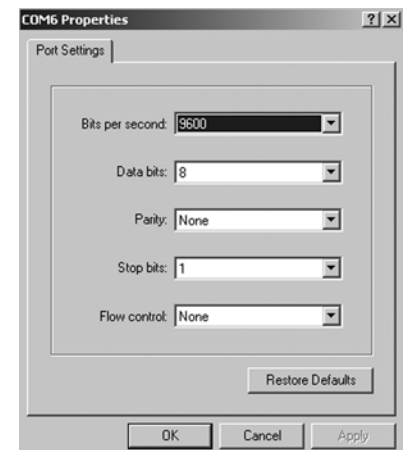 COM6 Properties
Port Settings
Bits per second: 9600
Data bits: 8
Parity: None
Stop bits: 1
Flow control: None
Restore Defaults
OK Cancel Apply